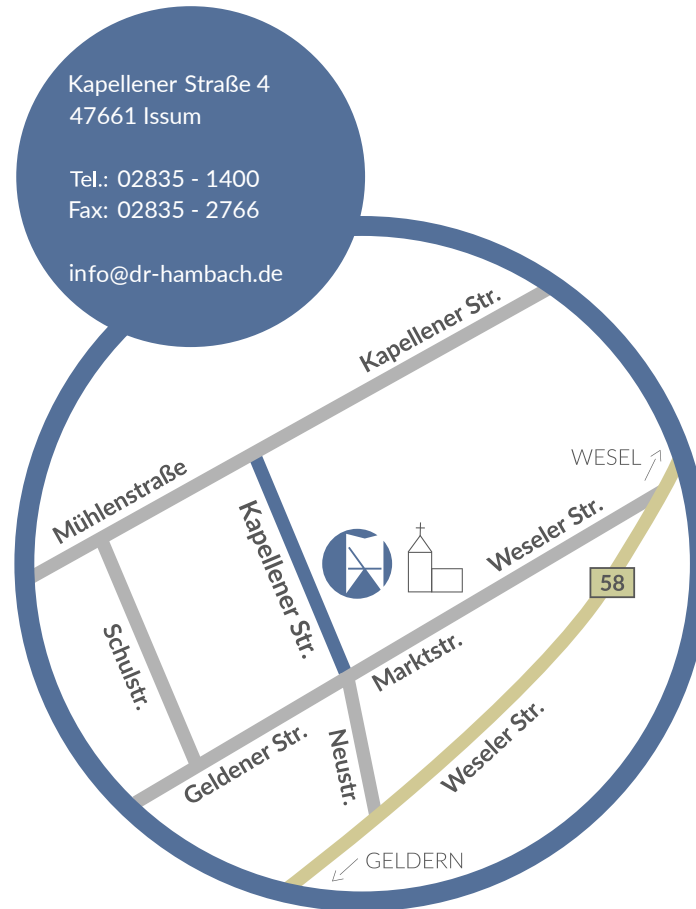 Kapellener Straße 4
47661 Issum
Tel.: 02835 - 1400
Fax: 02835 - 2766
info@dr-hambach.de
Kapellener Str.
Mühlenstraße
WESEL
Kapellener Str.
Weseler Str.
58
Schulstr.
Marktstr.
Geldener Str.
Neustr.
Weseler Str.
GELDERN